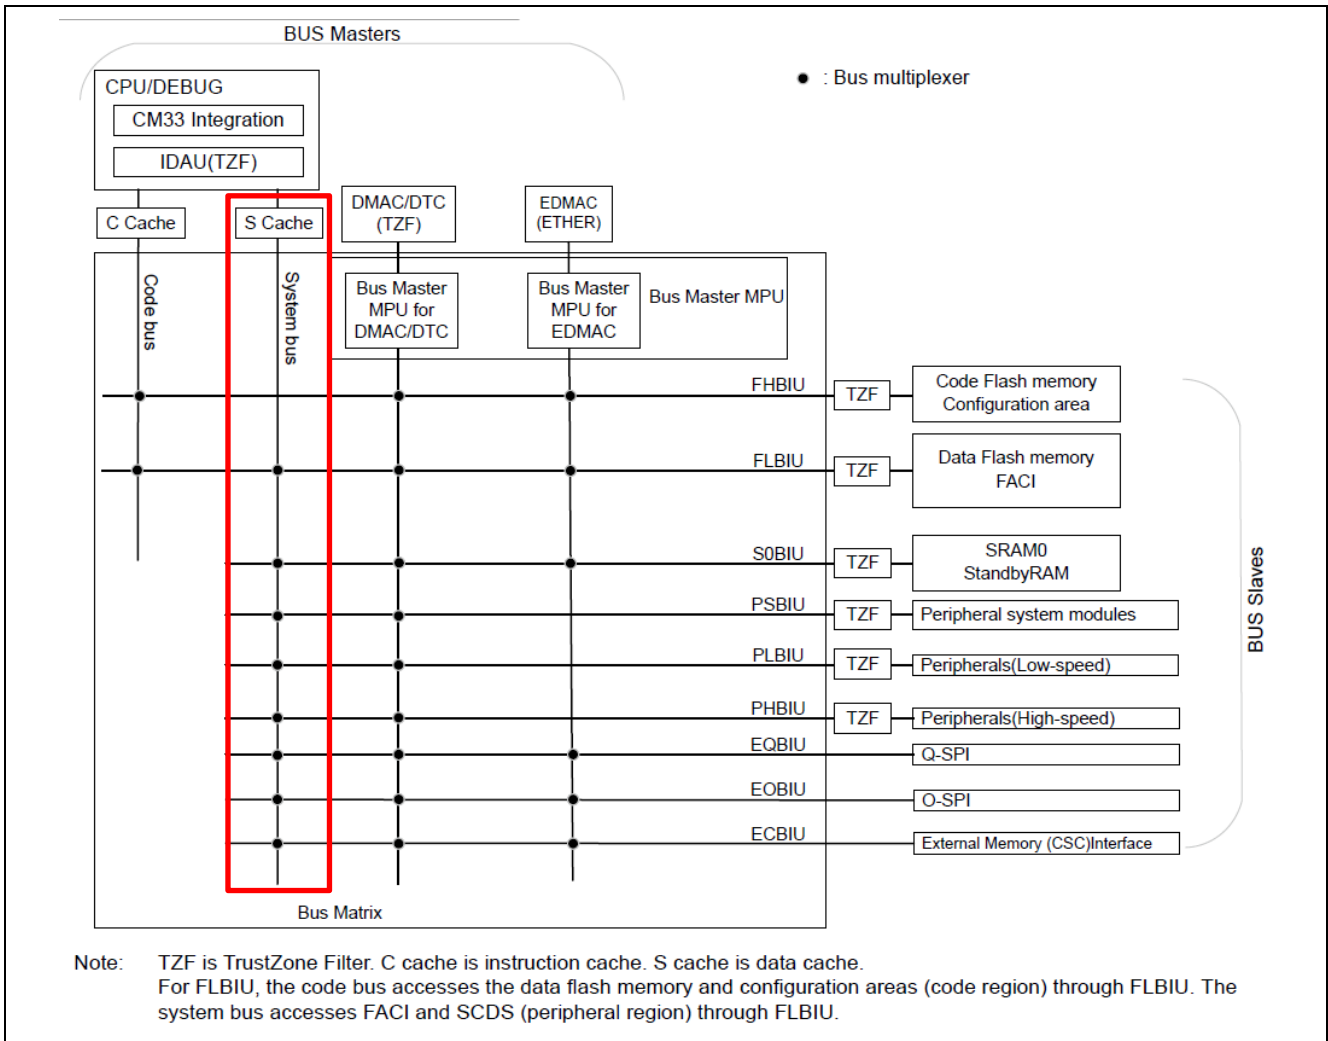 BUS Masters
: Bus multiplexer
CPU/DEBUG
CM33 Integration
IDAU(TZF)
C Cache
S Cache
DMAC/DTC
(TZF)
EDMAC
(ETHER)
Code bus
System bus
Bus Master
MPU for
DMAC/DTC
Bus Master
MPU for
EDMAC
Bus Master MPU
FHBIU
TZF
Code Flash memory
Configuration area
FLBIU
TZF
Data Flash memory
FACI
S0BIU
TZF
SRAM0
StandbyRAM
PSBIU
TZF
Peripheral system modules
PLBIU
TZF
Peripherals(Low-speed)
PHBIU
TZF
Peripherals(High-speed)
EQBIU
Q-SPI
EOBIU
O-SPI
ECBIU
External Memory (CSC)Interface
BUS Slaves
Bus Matrix
Note: TZF is TrustZone Filter. C cache is instruction cache. S cache is data cache.
For FLBIU, the code bus accesses the data flash memory and configuration areas (code region) through FLBIU. The
system bus accesses FACI and SCDS (peripheral region) through FLBIU.